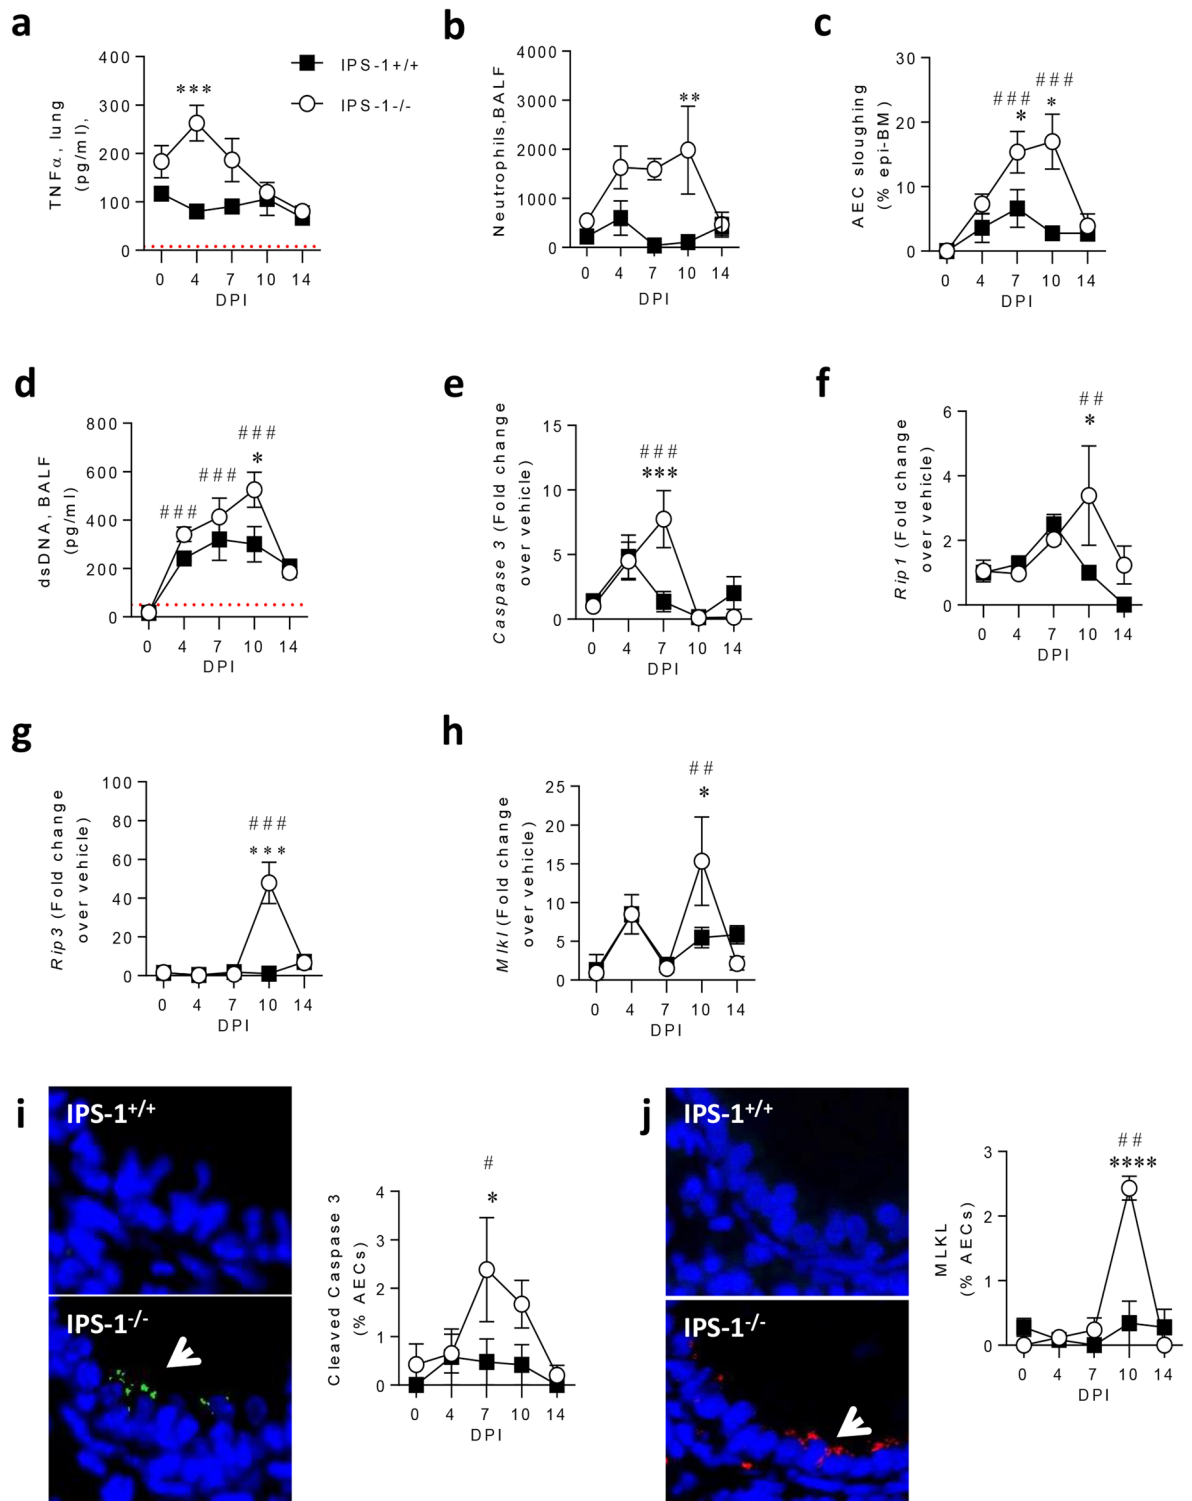 a
TNFα, lung
(pg/ml),
400
300
200
100
0
***
0 4 7 10 14
DPI
IPS-1+/+
IPS-1-/-
b
Neutrophils,BALF
4000
3000
2000
1000
0
**
0 4 7 10 14
DPI
c
AEC sloughing
(% epi-BM)
30
20
10
0
###
###
*
*
0 4 7 10 14
DPI
d
dsDNA, BALF
(pg/ml)
800
600
400
200
0
###
###
###
*
0 4 7 10 14
DPI
e
Caspase 3 (Fold change
over vehicle)
15
10
5
0
###
***
0 4 7 10 14
DPI
f
Rip1 (Fold change
over vehicle)
6
4
2
0
##
*
0 4 7 10 14
DPI
g
Rip3 (Fold change
over vehicle)
100
80
60
40
20
0
###
***
0 4 7 10 14
DPI
h
Mlkl (Fold change
over vehicle)
25
20
15
10
5
0
##
*
0 4 7 10 14
DPI
i
IPS-1+/+
IPS-1-/-
Cleaved Caspase 3
(% AECs)
4
3
2
1
0
#
*
0 4 7 10 14
DPI
j
IPS-1+/+
IPS-1-/-
MLKL
(% AECs)
3
2
1
0
##
****
0 4 7 10 14
DPI